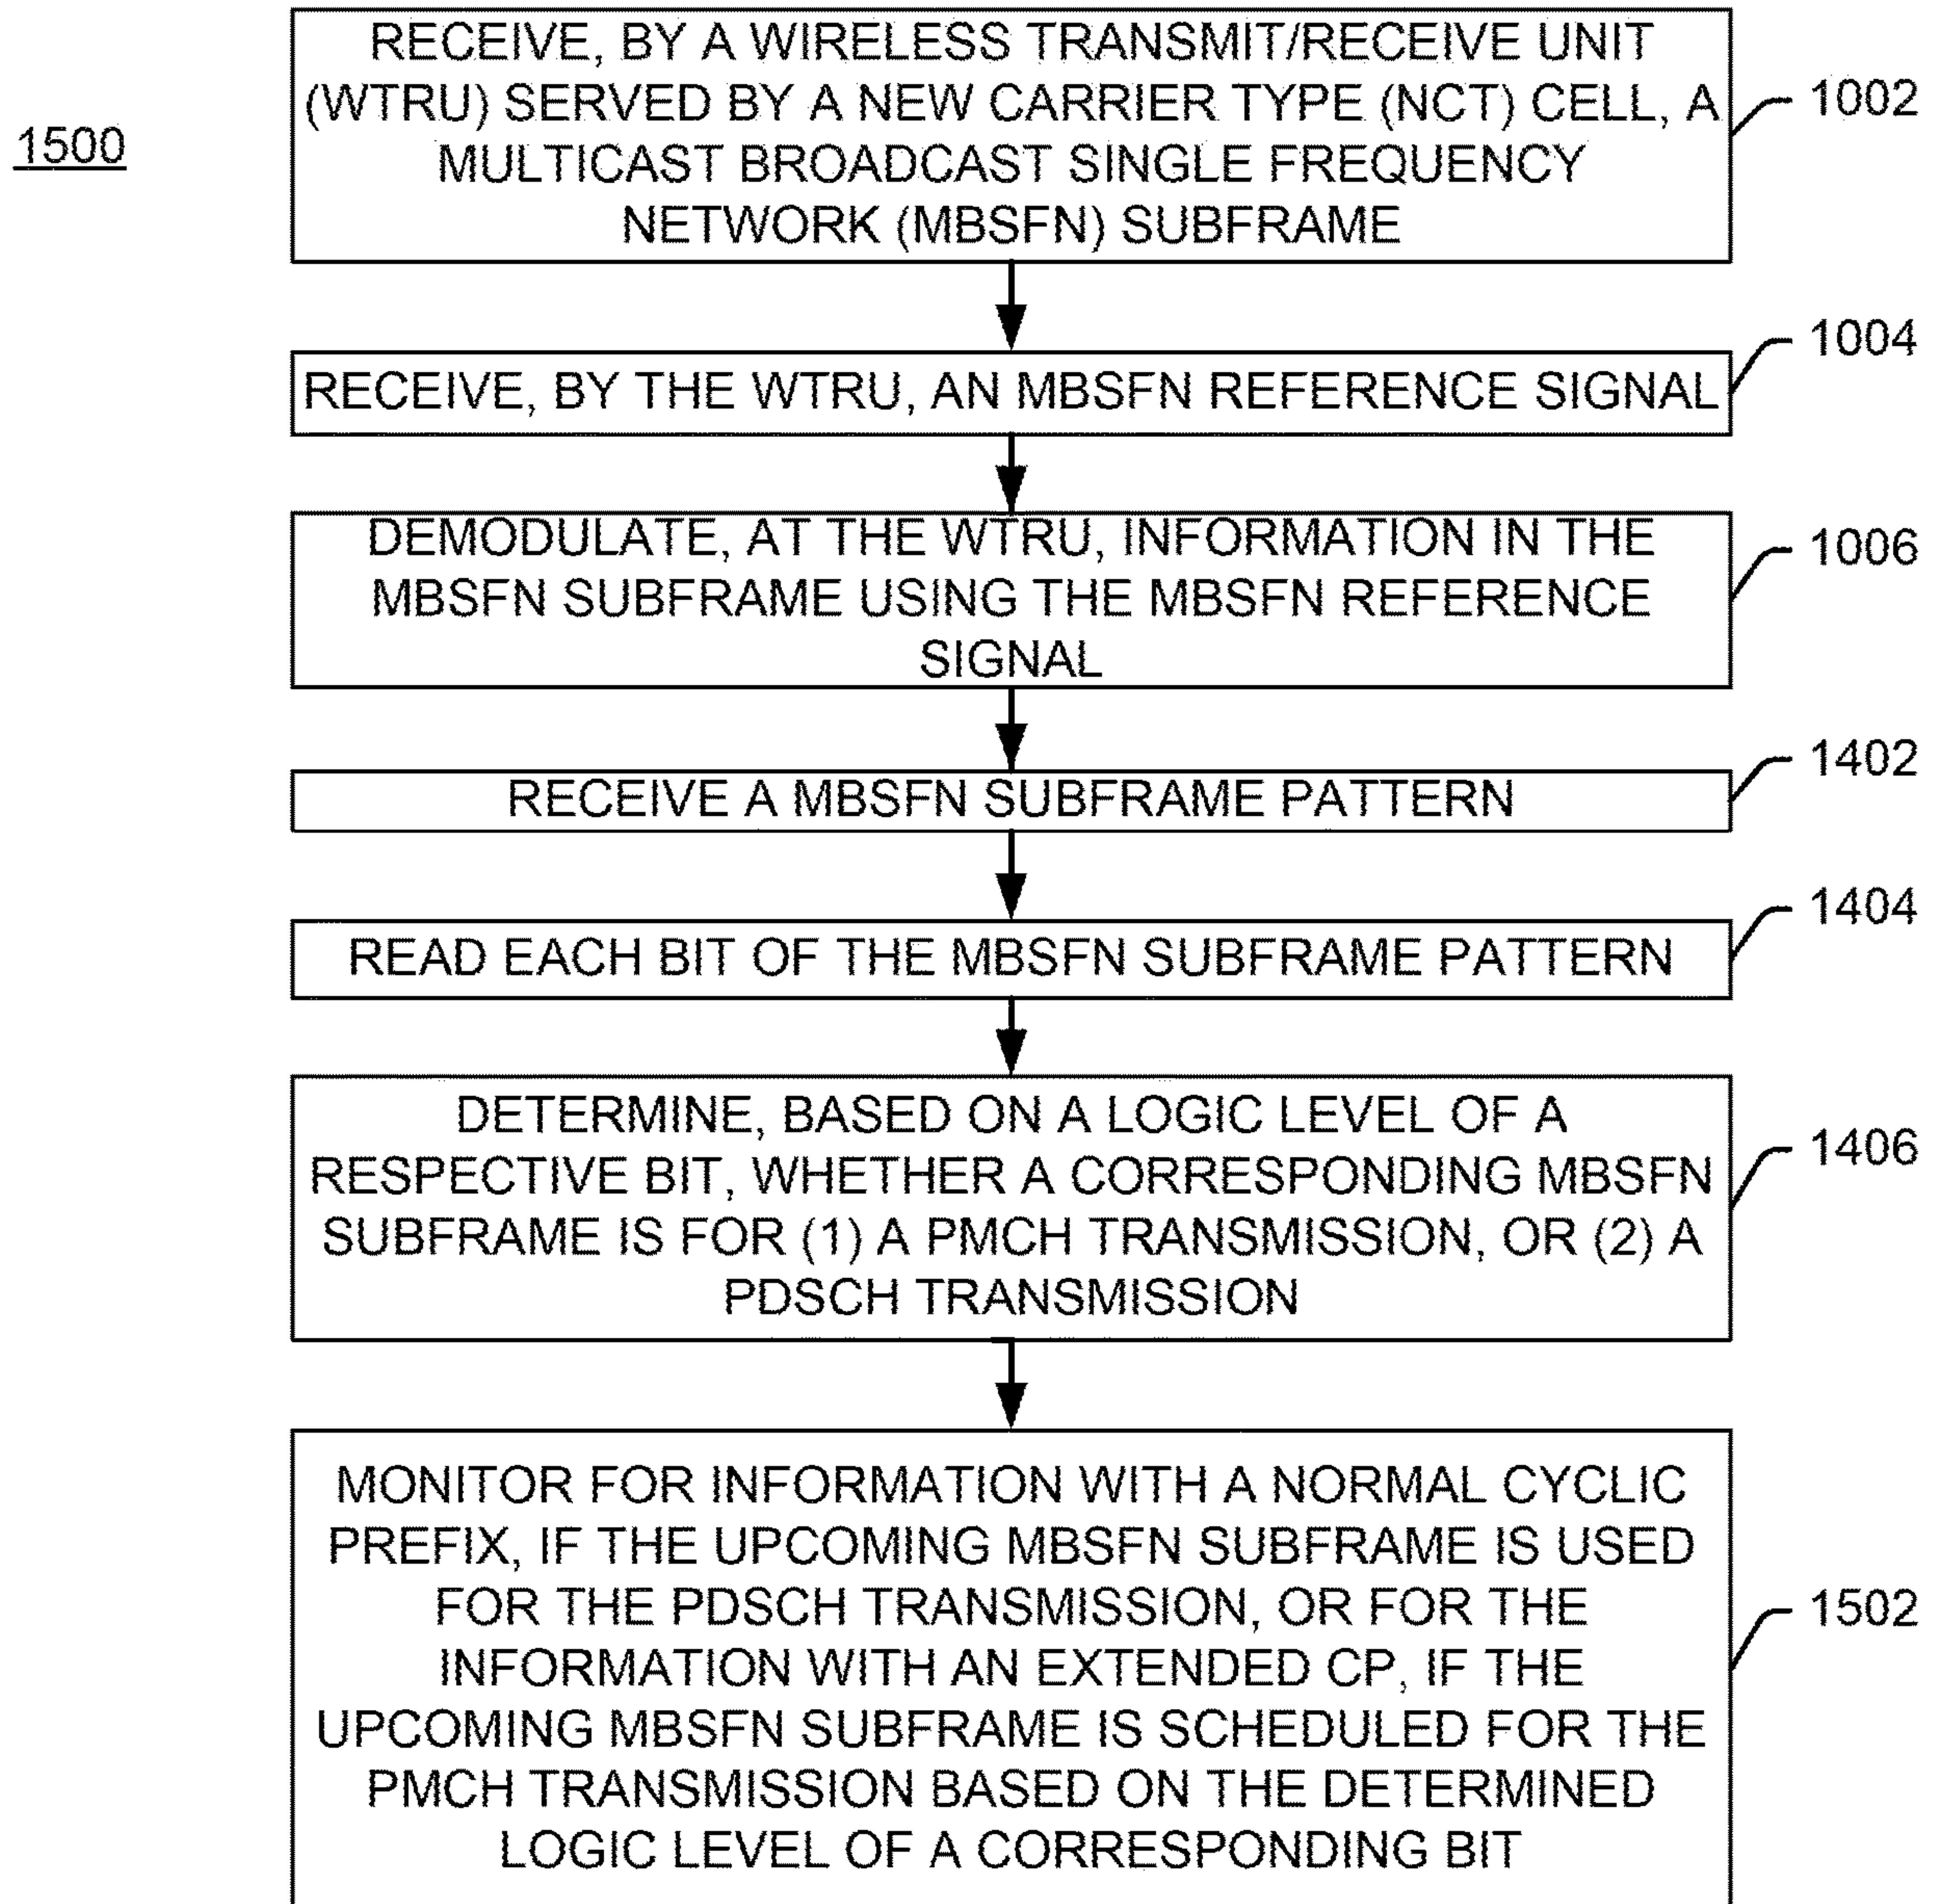 1500
RECEIVE, BY A WIRELESS TRANSMIT/RECEIVE UNIT
(WTRU) SERVED BY A NEW CARRIER TYPE (NCT) CELL, A
MULTICAST BROADCAST SINGLE FREQUENCY
NETWORK (MBSFN) SUBFRAME
1002
RECEIVE, BY THE WTRU, AN MBSFN REFERENCE SIGNAL
1004
DEMODULATE, AT THE WTRU, INFORMATION IN THE
MBSFN SUBFRAME USING THE MBSFN REFERENCE
SIGNAL
1006
RECEIVE A MBSFN SUBFRAME PATTERN
1402
READ EACH BIT OF THE MBSFN SUBFRAME PATTERN
1404
DETERMINE, BASED ON A LOGIC LEVEL OF A
RESPECTIVE BIT, WHETHER A CORRESPONDING MBSFN
SUBFRAME IS FOR (1) A PMCH TRANSMISSION, OR (2) A
PDSCH TRANSMISSION
1406
MONITOR FOR INFORMATION WITH A NORMAL CYCLIC
PREFIX, IF THE UPCOMING MBSFN SUBFRAME IS USED
FOR THE PDSCH TRANSMISSION, OR FOR THE
INFORMATION WITH AN EXTENDED CP, IF THE
UPCOMING MBSFN SUBFRAME IS SCHEDULED FOR THE
PMCH TRANSMISSION BASED ON THE DETERMINED
LOGIC LEVEL OF A CORRESPONDING BIT
1502